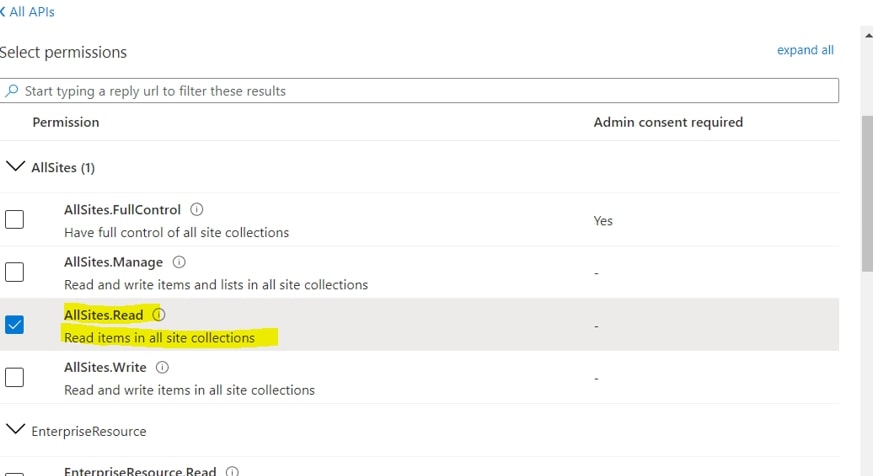 All APIs
Select permissions
expand all
Start typing a reply url to filter these results
Permission Admin consent required
AllSites (1)
AllSites.FullControl
Have full control of all site collections
Yes
AllSites.Manage
Read and write items and lists in all site collections
-
AllSites.Read
Read items in all site collections
-
AllSites.Write
Read and write items in all site collections
-
EnterpriseResource
EnterpriseResource.Read